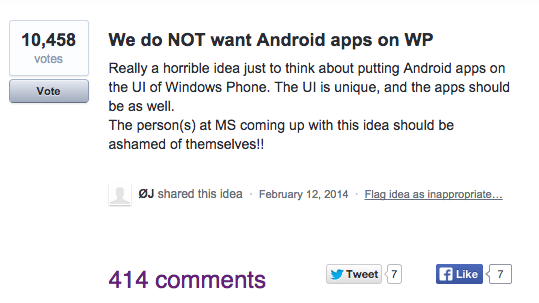 10,458
votes
Vote
We do NOT want Android apps on WP
Really a horrible idea just to think about putting Android apps on
the UI of Windows Phone. The UI is unique, and the apps should
be as well.
The person(s) at MS coming up with this idea should be
ashamed of themselves!!
ØJ shared this idea · February 12, 2014 · Flag idea as inappropriate…
414 comments
Tweet 7
Like 7